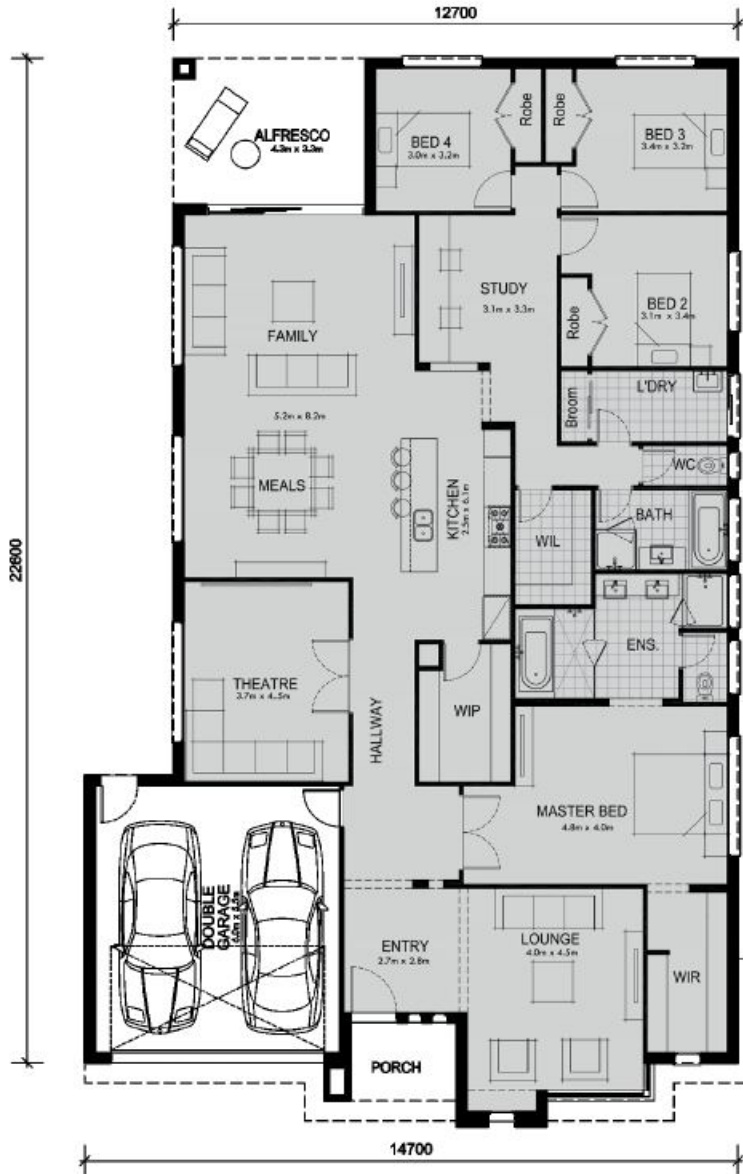 12700
ALFRESCO
4.3m x 3.3m
BED 4
3.0m x 3.2m
Robe
Robe
BED 3
3.4m x 3.2m
STUDY
3.1m x 3.3m
BED 2
3.1m x 3.4m
Robe
FAMILY
5.2m x 8.2m
MEALS
KITCHEN
2.5m x 6.1m
Broom
L'DRY
WC
BATH
WIL
22600
ENS.
THEATRE
3.7m x 4.5m
HALLWAY
WIP
MASTER BED
4.8m x 4.0m
DOUBLE
GARAGE
ENTRY
2.7m x 2.8m
LOUNGE
4.0m x 4.5m
WIR
PORCH
14700